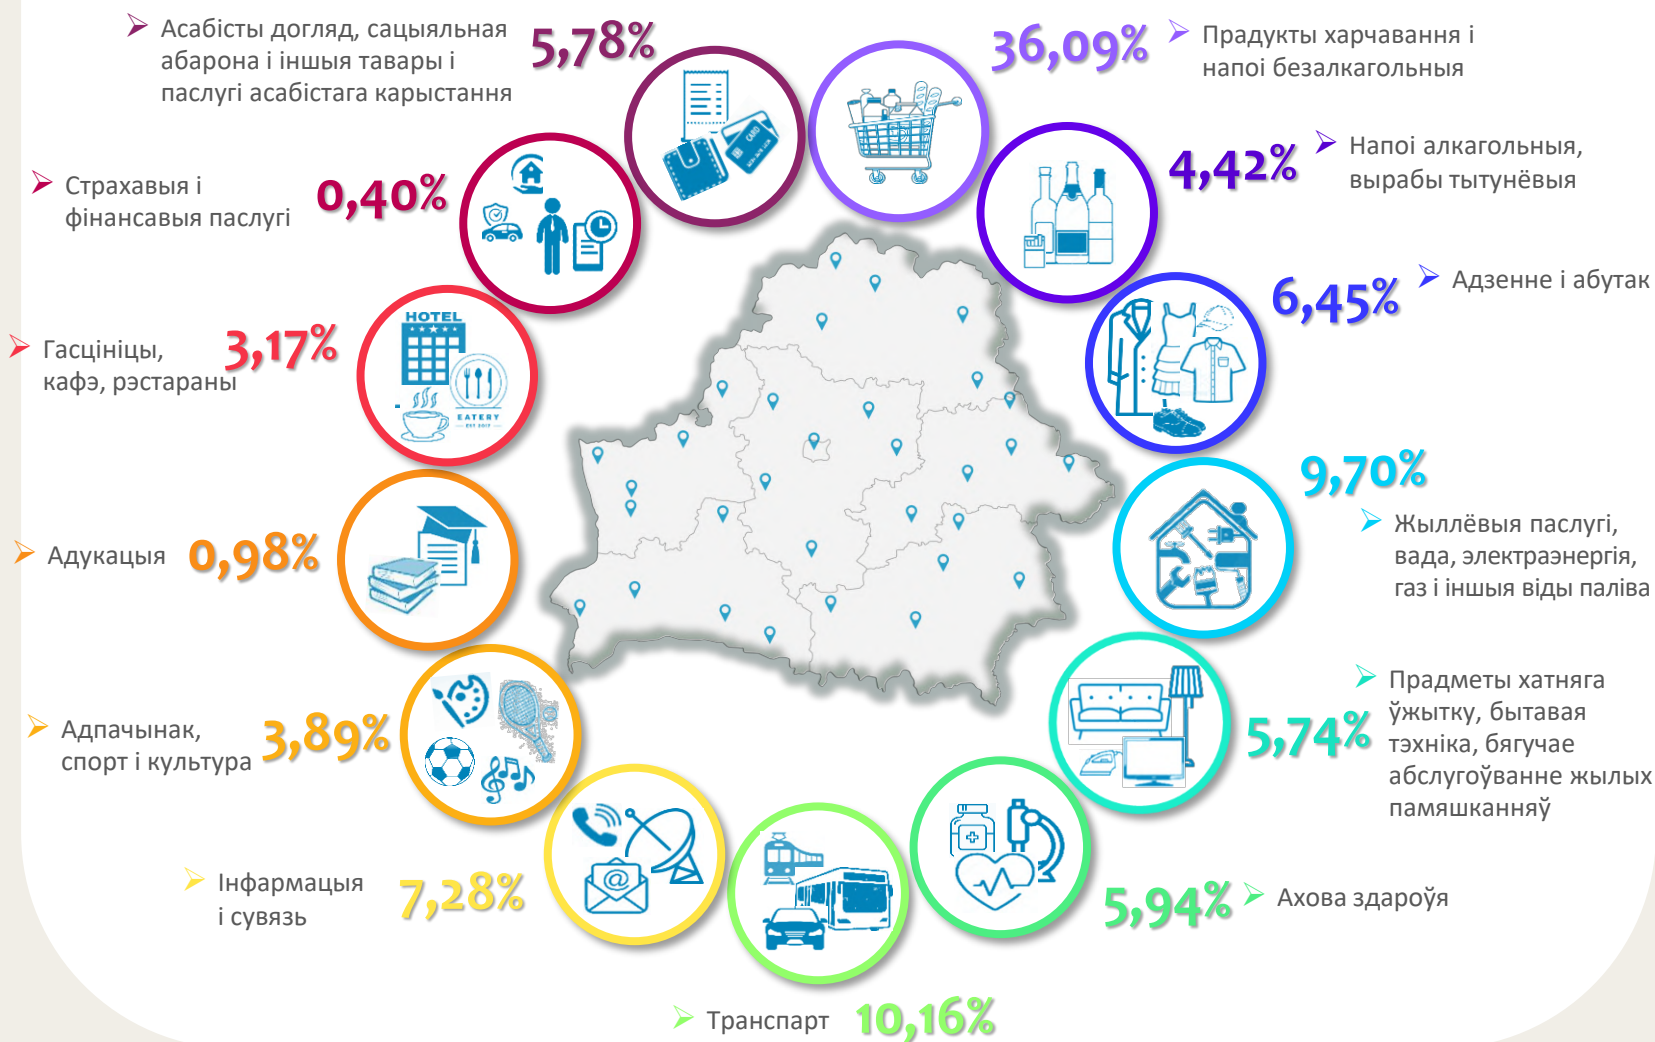 Асабісты догляд, сацыяльная
абарона і іншыя тавары і
паслугі асабістага карыстання
5,78%
36,09%
Прадукты харчавання і
напоі безалкагольныя
4,42%
Напоі алкагольныя,
вырабы тытунёвыя
Страхавыя і
фінансавыя паслугі
0,40%
6,45%
Адзенне і абутак
Гасцініцы,
кафэ, рэстараны
3,17%
HOTEL
EATERY
CARD
9,70%
Жыллёвыя паслугі,
вада, электраэнергія,
газ і іншыя віды паліва
Адукацыя
0,98%
5,74%
Прадметы хатняга
ўжытку, бытавая
тэхніка, бягучае
абслугоўванне жылых
памяшканняў
Адпачынак,
спорт і культура
3,89%
Інфармацыя
і сувязь
7,28%
@
5,94%
Ахова здароўя
Транспарт
10,16%